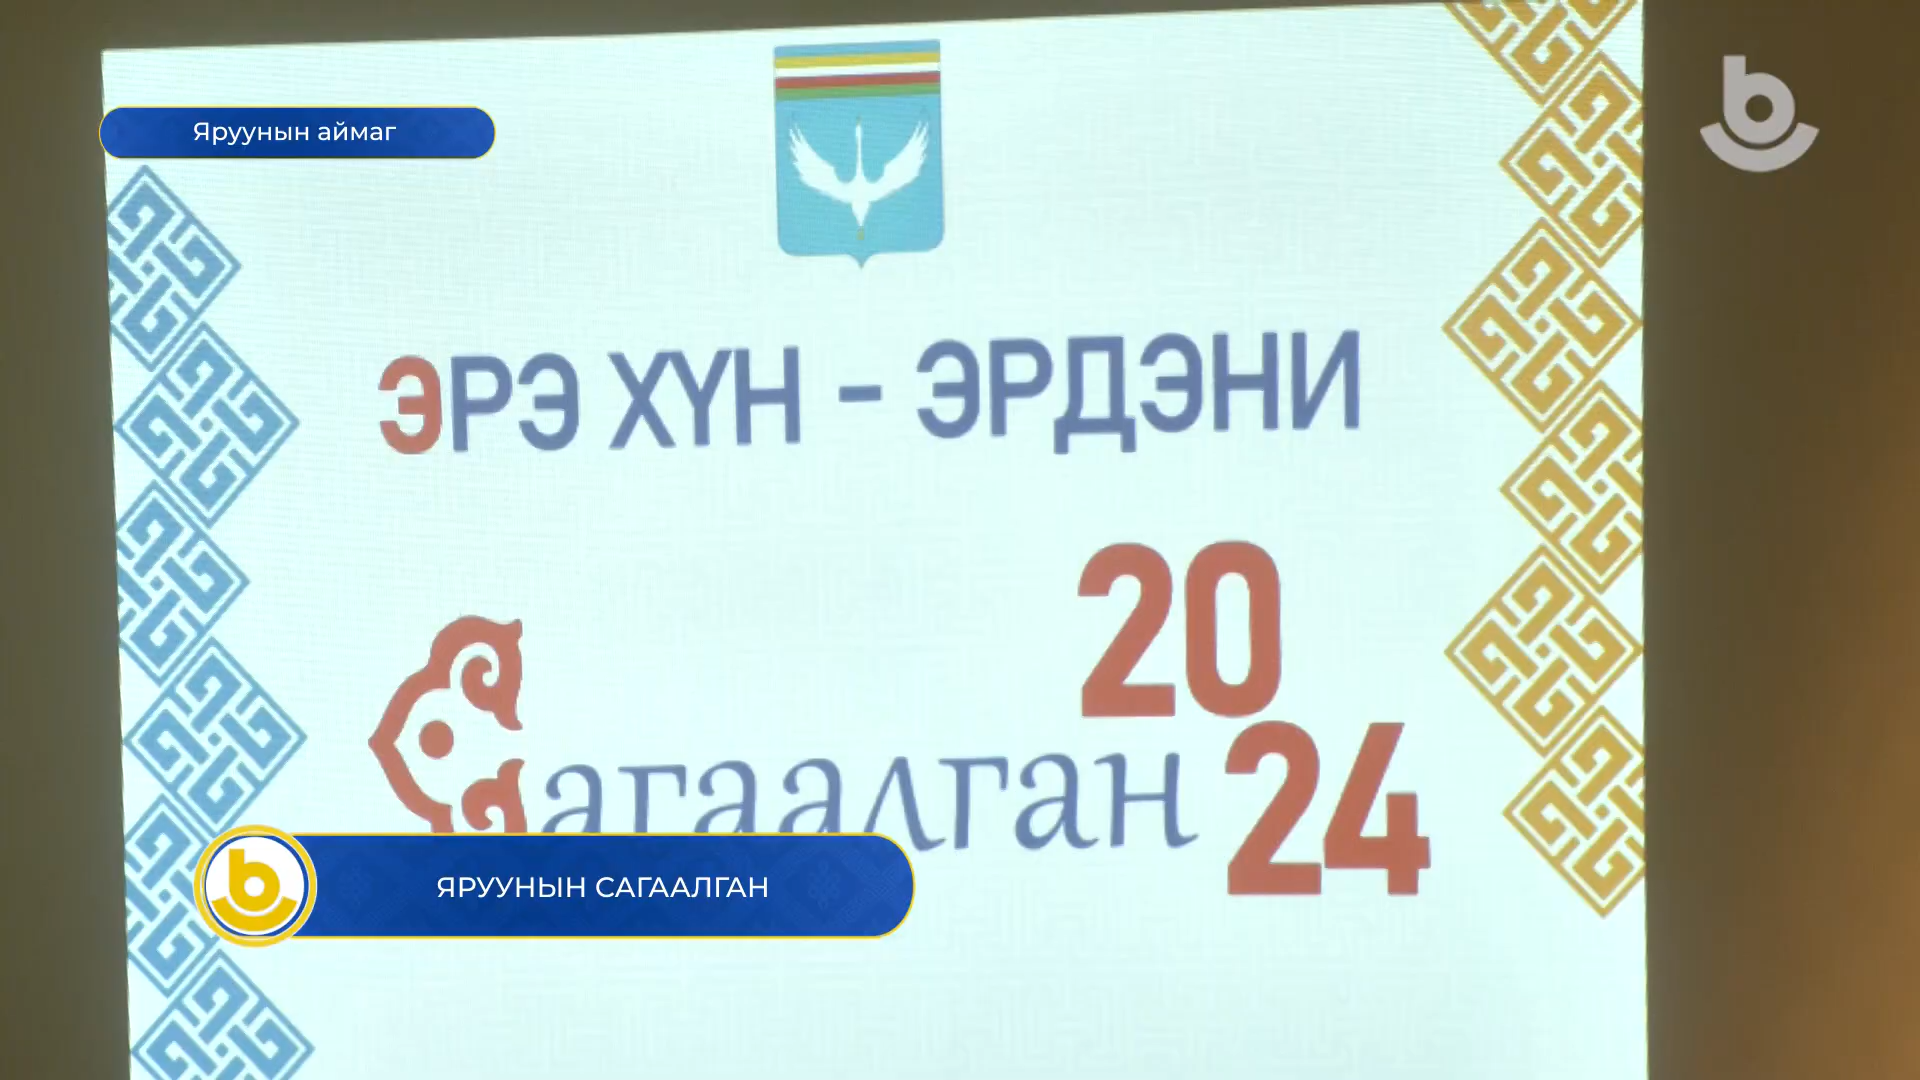 Яруунын аймаг
ЭРЭ ХҮН - ЭРДЭНИ
20
Сагаалган 24
ЯРУУНЫН САГААЛГАН